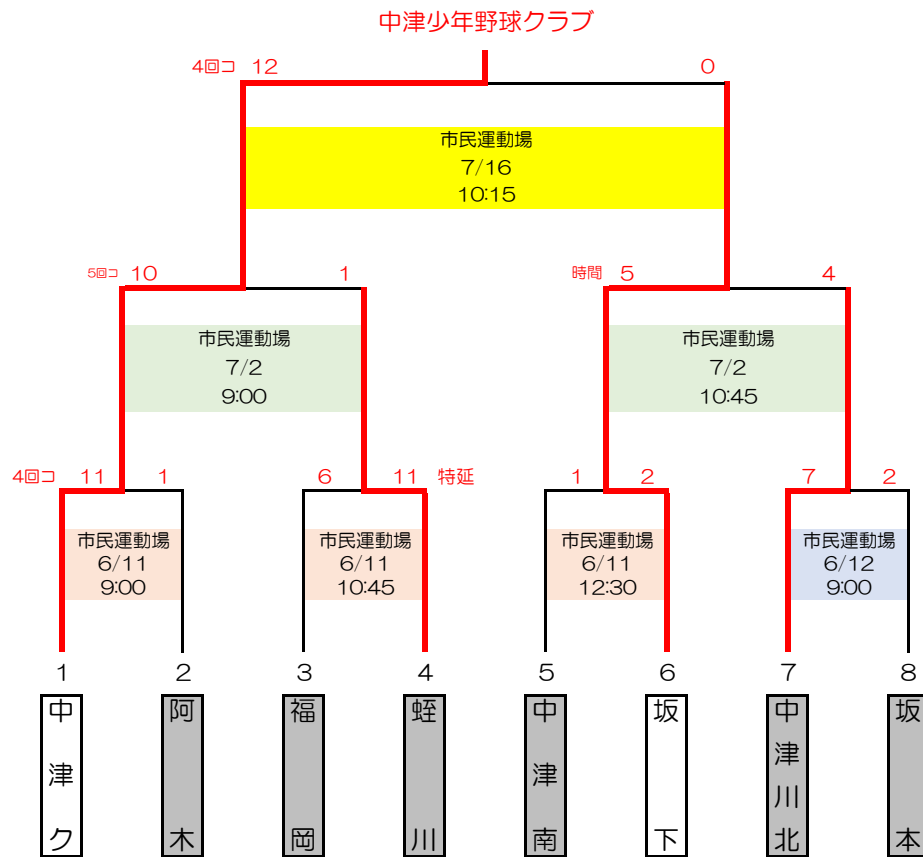 中津少年野球クラブ
4回コ 12 0
市民運動場
7/16
10:15
5回コ 10 1 時間 5 4
市民運動場 市民運動場
7/2 7/2
9:00 10:45
4回コ 11 1 6 11 特延 1 2 7 2
市民運動場 市民運動場 市民運動場 市民運動場
6/11 6/11 6/11 6/12
9:00 10:45 12:30 9:00
1 2 3 4 5 6 7 8
中津ク
阿木
福岡
蛭川
中津南
坂下
中津川北
坂本